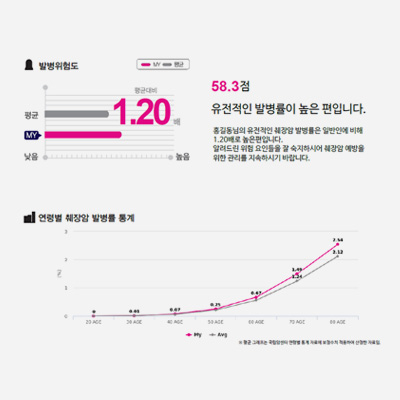 발병위험도
MY 평균
평균대비
1.20 배
평균
MY
낮음 높음
58.3점
유전적인 발병률이 높은 편입니다.
홍길동님의 유전적인 췌장암 발병률은 일반인에 비해
1.20배로 높은편입니다.
알려드린 위험 요인들을 잘 숙지하시어 췌장암 예방을
위한 관리를 지속하시기 바랍니다.
연령별 췌장암 발병률 통계
3
2
1
0
(%)
0 0.03 0.07 0.25 0.67 1.49 2.54
1.24 2.12
20 AGE 30 AGE 40 AGE 50 AGE 60 AGE 70 AGE 80 AGE
My Avg
※ 평균 그래프는 국립암센터 연령별 통계 자료에 보정수치 적용하여 산정한 자료임.